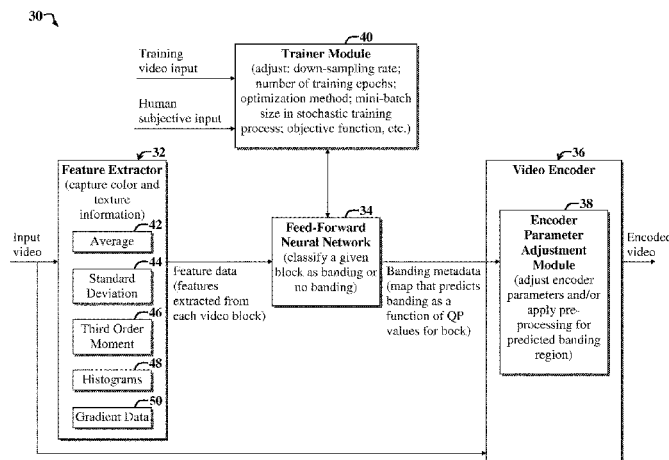 30
40
Trainer Module
(adjust: down-sampling rate;
number of training epochs;
optimization method; mini-batch
size in stochastic training
process; objective function, etc.)
Training
video input
Human
subjective input
32
Feature Extractor
(capture color and
texture
information)
42
Average
44
Standard
Deviation
46
Third Order
Moment
48
Histograms
50
Gradient Data
Input
video
Feature data
(features
extracted from
each video block)
34
Feed-Forward
Neural Network
(classify a given
block as banding or
no banding)
Banding metadata
(map that predicts
banding as a
function of QP
values for bock)
36
Video Encoder
38
Encoder
Parameter
Adjustment
Module
(adjust encoder
parameters and/or
apply pre-
processing for
predicted banding
region)
Encoded
video